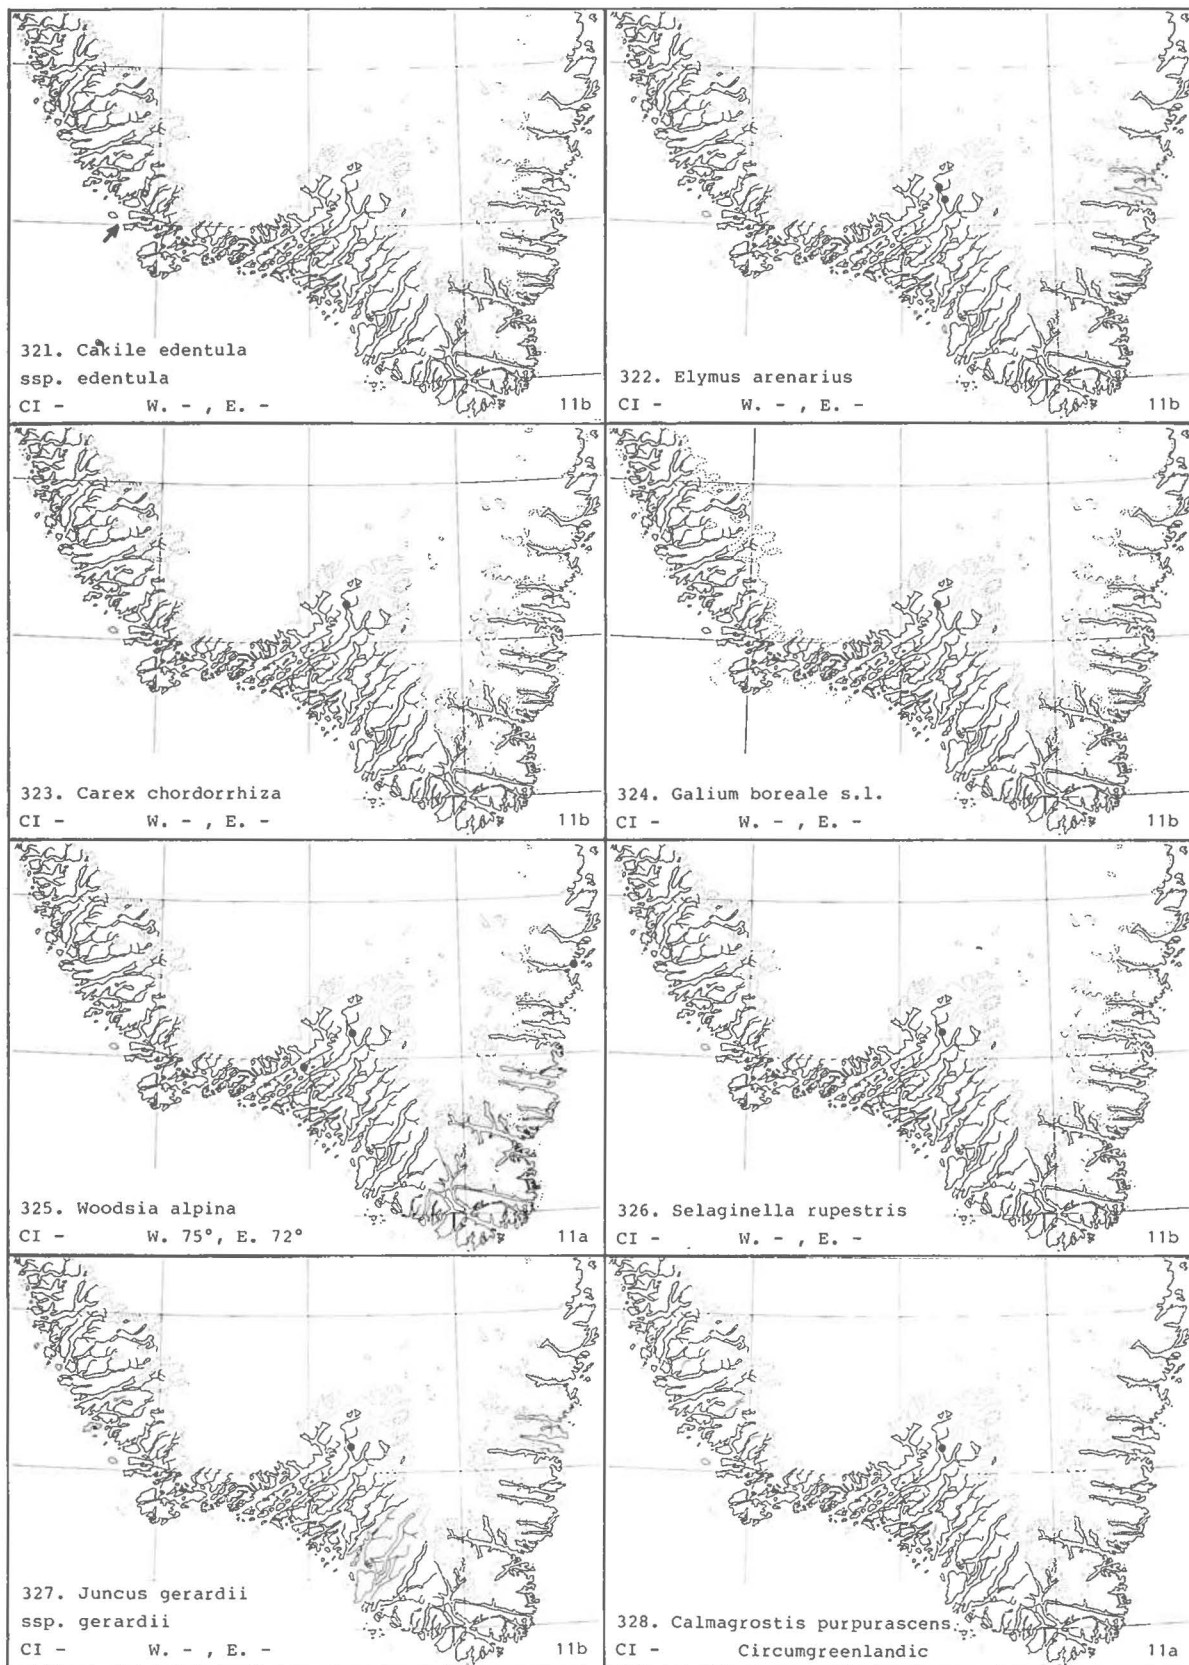 321. Cakile edentula
ssp. edentula
CI - W. - , E. - 11b
322. Elymus arenarius
CI - W. - , E. - 11b
323. Carex chordorrhiza
CI - W. - , E. - 11b
324. Galium boreale s.l.
CI - W. - , E. - 11b
325. Woodsia alpina
CI - W. 75°, E. 72° 11a
326. Selaginella rupestris
CI - W. - , E. - 11b
327. Juncus gerardii
ssp. gerardii
CI - W. - , E. - 11b
328. Calmagrostis purpurascens
CI - Circumgreenlandic 11a